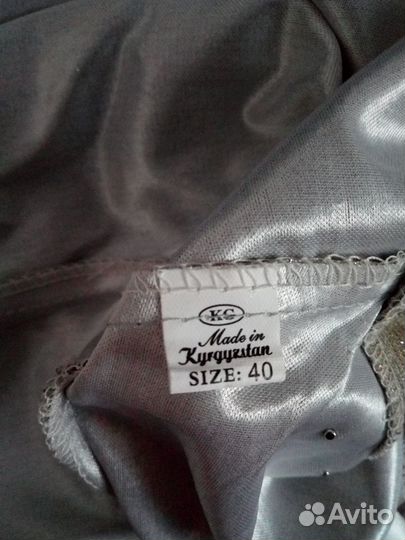 KG
Made in
Kyrgyzstan
SIZE: 40
Avito